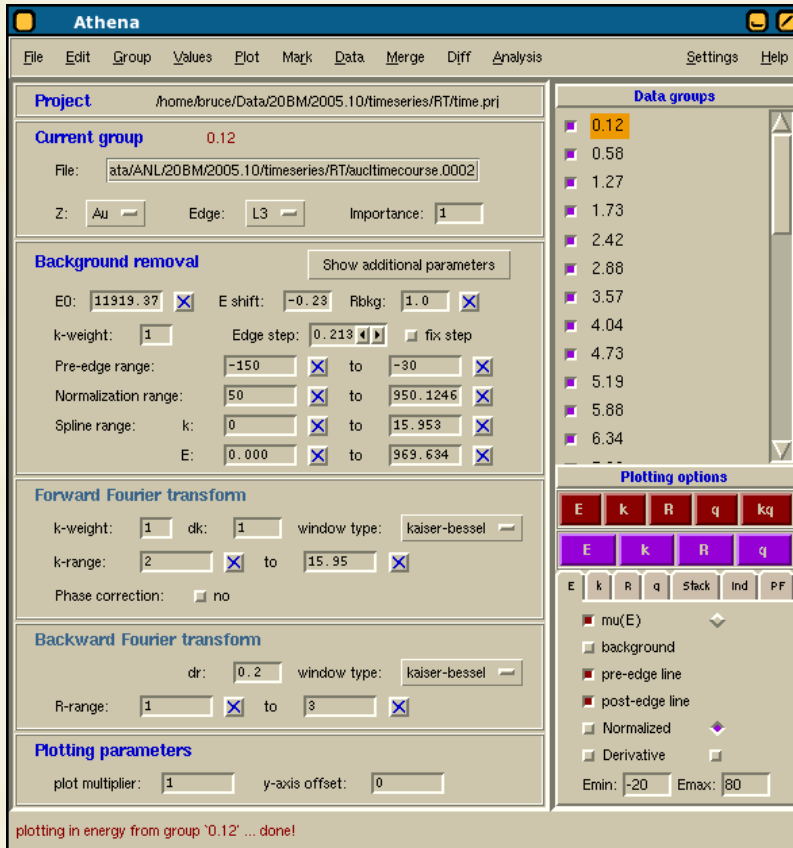 Athena
File Edit Group Values Plot Mark Data Merge Diff Analysis Settings Help
Project /home/bruce/Data/20BM/2005.10/timeseries/RT/time.prj
Current group 0.12
File: ata/ANL/20BM/2005.10/timeseries/RT/aucltimecourse.0002
Z: Au Edge: L3 Importance: 1
Background removal Show additional parameters
E0: 11919.37 E shift: -0.23 Rbkg: 1.0
k-weight: 1 Edge step: 0.213 fix step
Pre-edge range: -150 to -30
Normalization range: 50 to 950.1246
Spline range: k: 0 to 15.953
E: 0.000 to 969.634
Forward Fourier transform
k-weight: 1 dk: 1 window type: kaiser-bessel
k-range: 2 to 15.95
Phase correction: no
Backward Fourier transform
dr: 0.2 window type: kaiser-bessel
R-range: 1 to 3
Plotting parameters
plot multiplier: 1 y-axis offset: 0
Data groups
0.12
0.58
1.27
1.73
2.42
2.88
3.57
4.04
4.73
5.19
5.88
6.34
Plotting options
E k R q kq
E k R q
E k R q Stack Ind PF
mu(E)
background
pre-edge line
post-edge line
Normalized
Derivative
Emin: -20 Emax: 80
plotting in energy from group `0.12' ... done!